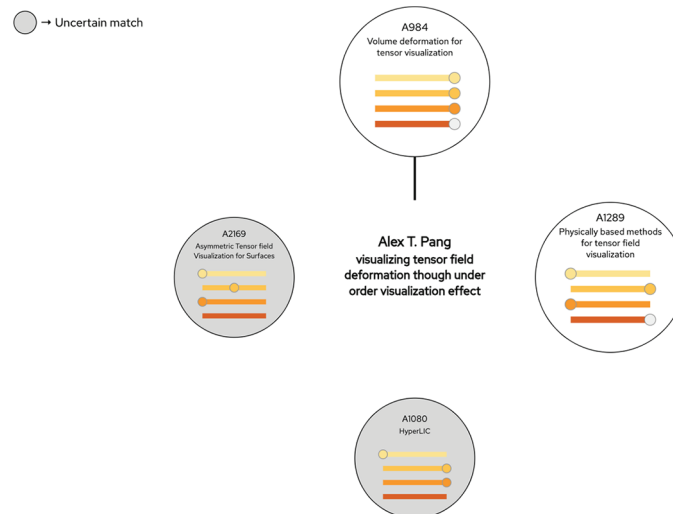 → Uncertain match
A984
Volume deformation for
tensor visualization
A2169
Asymmetric Tensor field
Visualization for Surfaces
Alex T. Pang
visualizing tensor field
deformation though under
order visualization effect
A1289
Physically based methods
for tensor field
visualization
A1080
HyperLIC